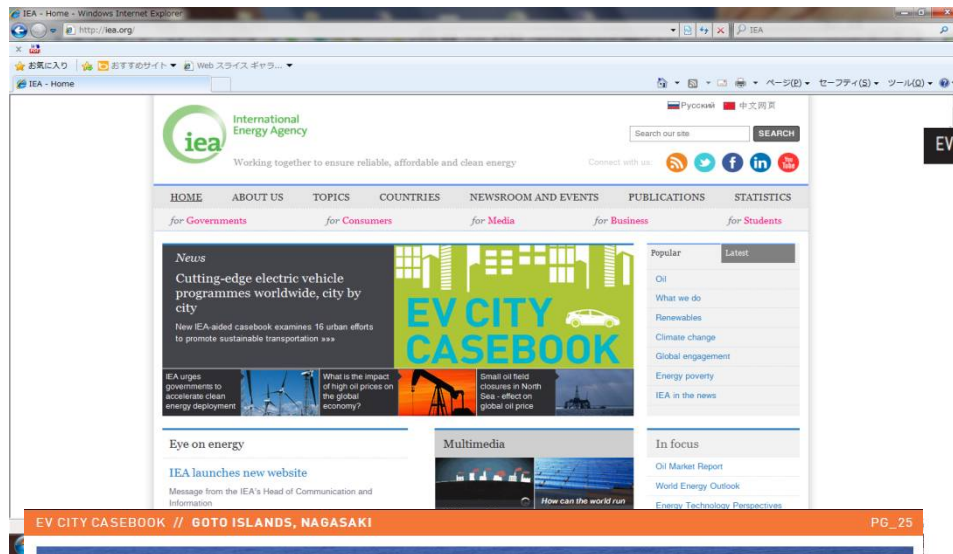 IEA - Home - Windows Internet Explorer
http://iea.org/
IEA
お気に入り
おすすめサイト ▼
Web スライス ギャラ... ▼
IEA - Home
ページ(P) ▼ セーフティ(S) ▼ ツール(O) ▼
Русский 中文网页
iea
International
Energy Agency
Search our site SEARCH
Working together to ensure reliable, affordable and clean energy
Connect with us:
You
Tube
EV
HOME ABOUT US TOPICS COUNTRIES NEWSROOM AND EVENTS PUBLICATIONS STATISTICS
for Governments for Consumers for Media for Business for Students
News
Cutting-edge electric vehicle
programmes worldwide, city by
city
New IEA-aided casebook examines 16 urban efforts
to promote sustainable transportation »»»
EV CITY
CASEBOOK
IEA urges
governments to
accelerate clean
energy deployment
What is the impact
of high oil prices on
the global
economy?
Small oil field
closures in North
Sea - effect on
global oil price
Popular Latest
Oil
What we do
Renewables
Climate change
Global engagement
Energy poverty
IEA in the news
Eye on energy
IEA launches new website
Message from the IEA's Head of Communication and
Information
Multimedia
How can the world run
In focus
Oil Market Report
World Energy Outlook
Energy Technology Perspectives
EV CITY CASEBOOK // GOTO ISLANDS, NAGASAKI PG_25